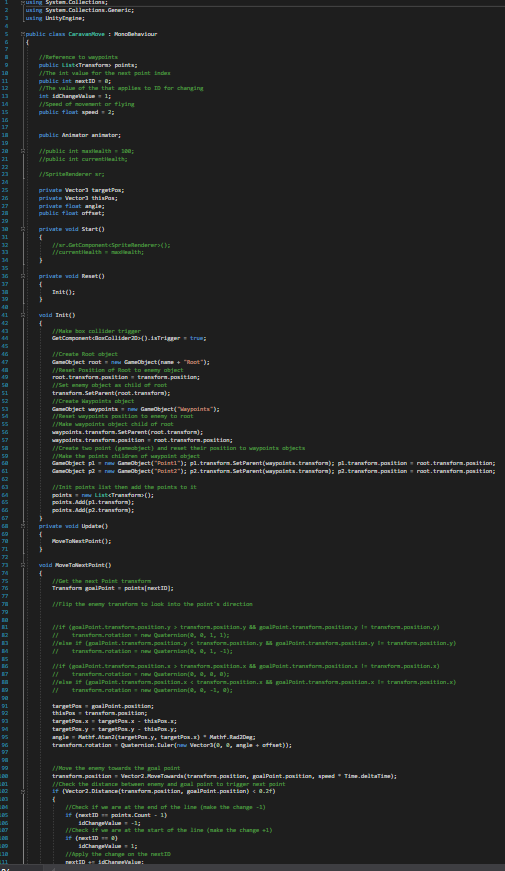 using System.Collections;
using System.Collections.Generic;
using UnityEngine;
public class CaravanMove : MonoBehaviour
{
//Reference to waypoints
public List<Transform> points;
//The int value for the next point index
public int nextID = 0;
//The value of the that applies to ID for changing
int idChangeValue = 1;
//Speed of movement or flying
public float speed = 2;
public Animator animator;
//public int maxHealth = 100;
//public int currentHealth;
//SpriteRenderer sr;
private Vector3 targetPos;
private Vector3 thisPos;
private float angle;
public float offset;
private void Start()
{
//sr.GetComponent<SpriteRenderer>();
//currentHealth = maxHealth;
}
private void Reset()
{
Init();
}
void Init()
{
//Make box collider trigger
GetComponent<BoxCollider2D>().isTrigger = true;
//Create Root object
GameObject root = new GameObject(name + "Root");
//Reset Position of Root to enemy object
root.transform.position = transform.position;
//Set enemy object as child of root
transform.SetParent(root.transform);
//Create Waypoints object
GameObject waypoints = new GameObject("Waypoints");
//Reset waypoints position to enemy to root
//Make waypoints object child of root
waypoints.transform.SetParent(root.transform);
waypoints.transform.position = root.transform.position;
//Create two point (gameobject) and reset their position to waypoints objects
//Make the points children of waypoint object
GameObject p1 = new GameObject("Point1"); p1.transform.SetParent(waypoints.transform); p1.transform.position = root.transform.position;
GameObject p2 = new GameObject("Point2"); p2.transform.SetParent(waypoints.transform); p2.transform.position = root.transform.position;
//Init points list then add the points to it
points = new List<Transform>();
points.Add(p1.transform);
points.Add(p2.transform);
}
private void Update()
{
MoveToNextPoint();
}
void MoveToNextPoint()
{
//Get the next Point transform
Transform goalPoint = points[nextID];
//Flip the enemy transform to look into the point's direction
//if (goalPoint.transform.position.y > transform.position.y && goalPoint.transform.position.y != transform.position.y)
// transform.rotation = new Quaternion(0, 0, 1, 1);
//else if (goalPoint.transform.position.y < transform.position.y && goalPoint.transform.position.y != transform.position.y)
// transform.rotation = new Quaternion(0, 0, 1, -1);
//if (goalPoint.transform.position.x > transform.position.x && goalPoint.transform.position.x != transform.position.x)
// transform.rotation = new Quaternion(0, 0, 0, 0);
//else if (goalPoint.transform.position.x < transform.position.x && goalPoint.transform.position.x != transform.position.x)
// transform.rotation = new Quaternion(0, 0, -1, 0);
targetPos = goalPoint.position;
thisPos = transform.position;
targetPos.x = targetPos.x - thisPos.x;
targetPos.y = targetPos.y - thisPos.y;
angle = Mathf.Atan2(targetPos.y, targetPos.x) * Mathf.Rad2Deg;
transform.rotation = Quaternion.Euler(new Vector3(0, 0, angle + offset));
//Move the enemy towards the goal point
transform.position = Vector2.MoveTowards(transform.position, goalPoint.position, speed * Time.deltaTime);
//Check the distance between enemy and goal point to trigger next point
if (Vector2.Distance(transform.position, goalPoint.position) < 0.2f)
{
//Check if we are at the end of the line (make the change -1)
if (nextID == points.Count - 1)
idChangeValue = -1;
//Check if we are at the start of the line (make the change +1)
if (nextID == 0)
idChangeValue = 1;
//Apply the change on the nextID
nextID += idChangeValue;